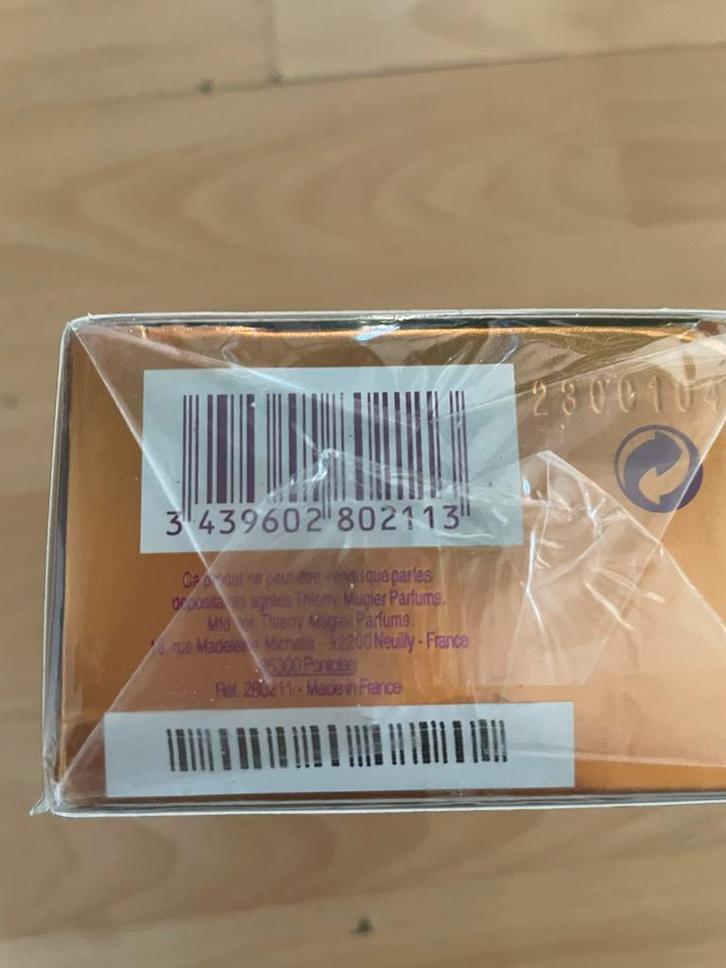 2300104
3 439602 802113
Ce produit ne peut être vendu que par les
dépositaires agréés Thierry Mugler Parfums.
Mfd for Thierry Mugler Parfums.
rue Madeleine Michelis - 92200 Neuilly - France
95300 Pontoise
Réf. 280211 - Made in France